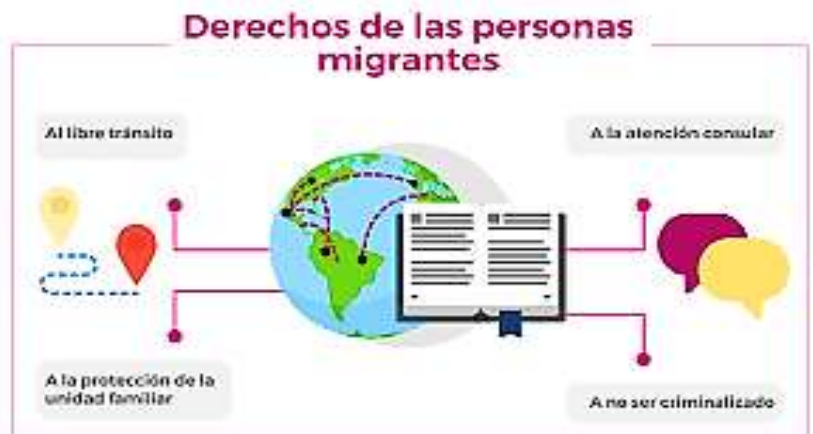 Derechos de las personas
migrantes
Al libre tránsito
A la atención consular
A la protección de la
unidad familiar
A no ser criminalizado